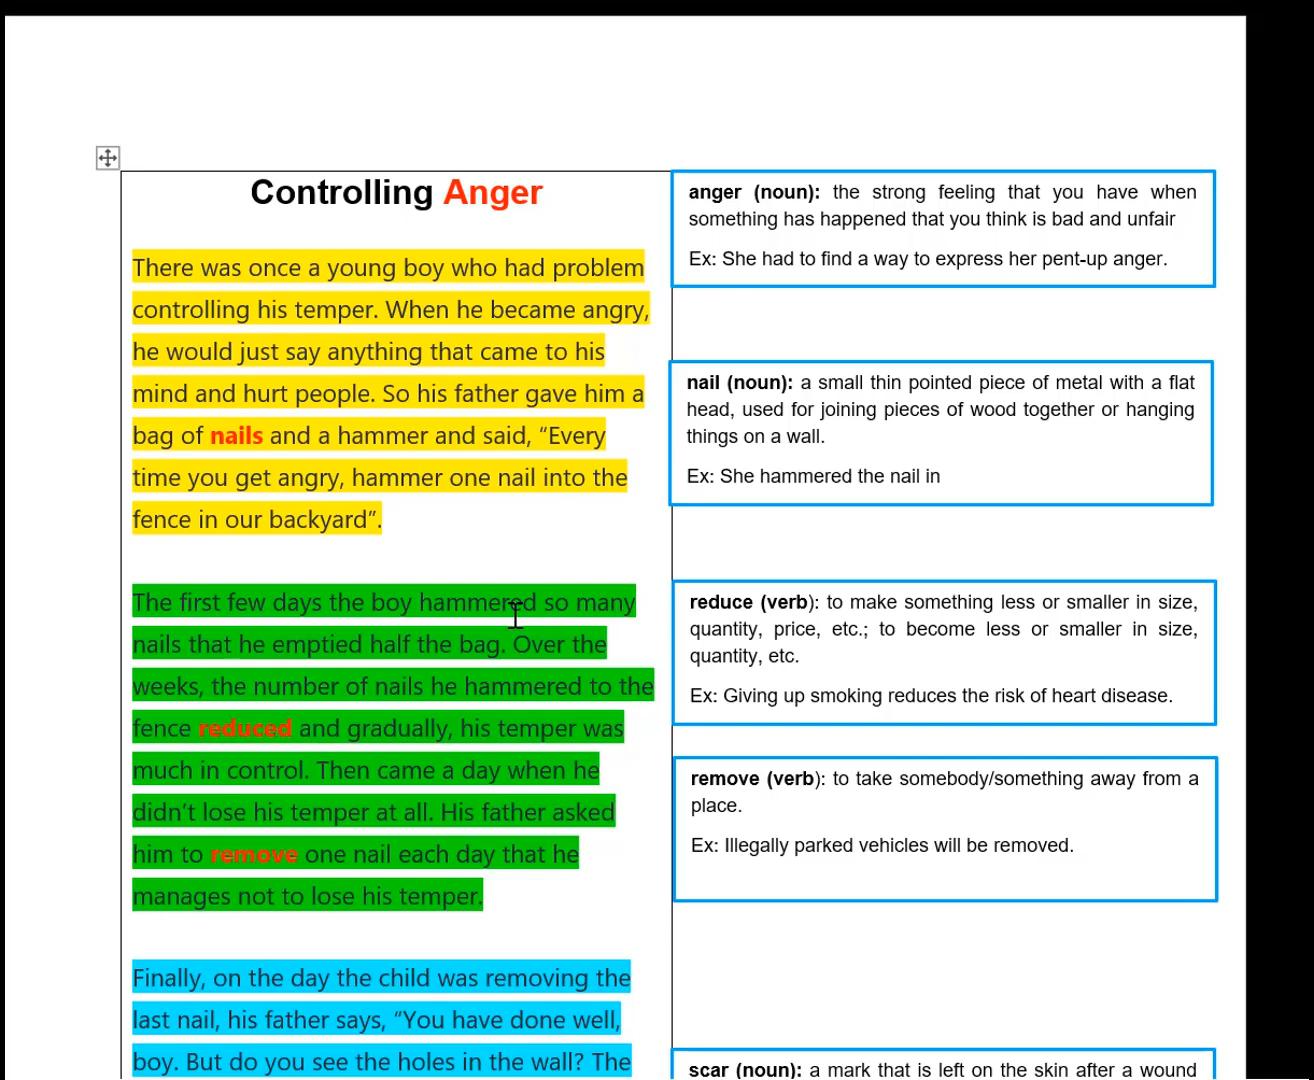 Controlling Anger
There was once a young boy who had problem
controlling his temper. When he became angry,
he would just say anything that came to his
mind and hurt people. So his father gave him a
bag of nails and a hammer and said, “Every
time you get angry, hammer one nail into the
fence in our backyard”.
The first few days the boy hammered so many
nails that he emptied half the bag. Over the
weeks, the number of nails he hammered to the
fence reduced and gradually, his temper was
much in control. Then came a day when he
didn’t lose his temper at all. His father asked
him to remove one nail each day that he
manages not to lose his temper.
Finally, on the day the child was removing the
last nail, his father says, “You have done well,
boy. But do you see the holes in the wall? The
anger (noun): the strong feeling that you have when
something has happened that you think is bad and unfair
Ex: She had to find a way to express her pent-up anger.
nail (noun): a small thin pointed piece of metal with a flat
head, used for joining pieces of wood together or hanging
things on a wall.
Ex: She hammered the nail in
reduce (verb): to make something less or smaller in size,
quantity, price, etc.; to become less or smaller in size,
quantity, etc.
Ex: Giving up smoking reduces the risk of heart disease.
remove (verb): to take somebody/something away from a
place.
Ex: Illegally parked vehicles will be removed.
scar (noun): a mark that is left on the skin after a wound